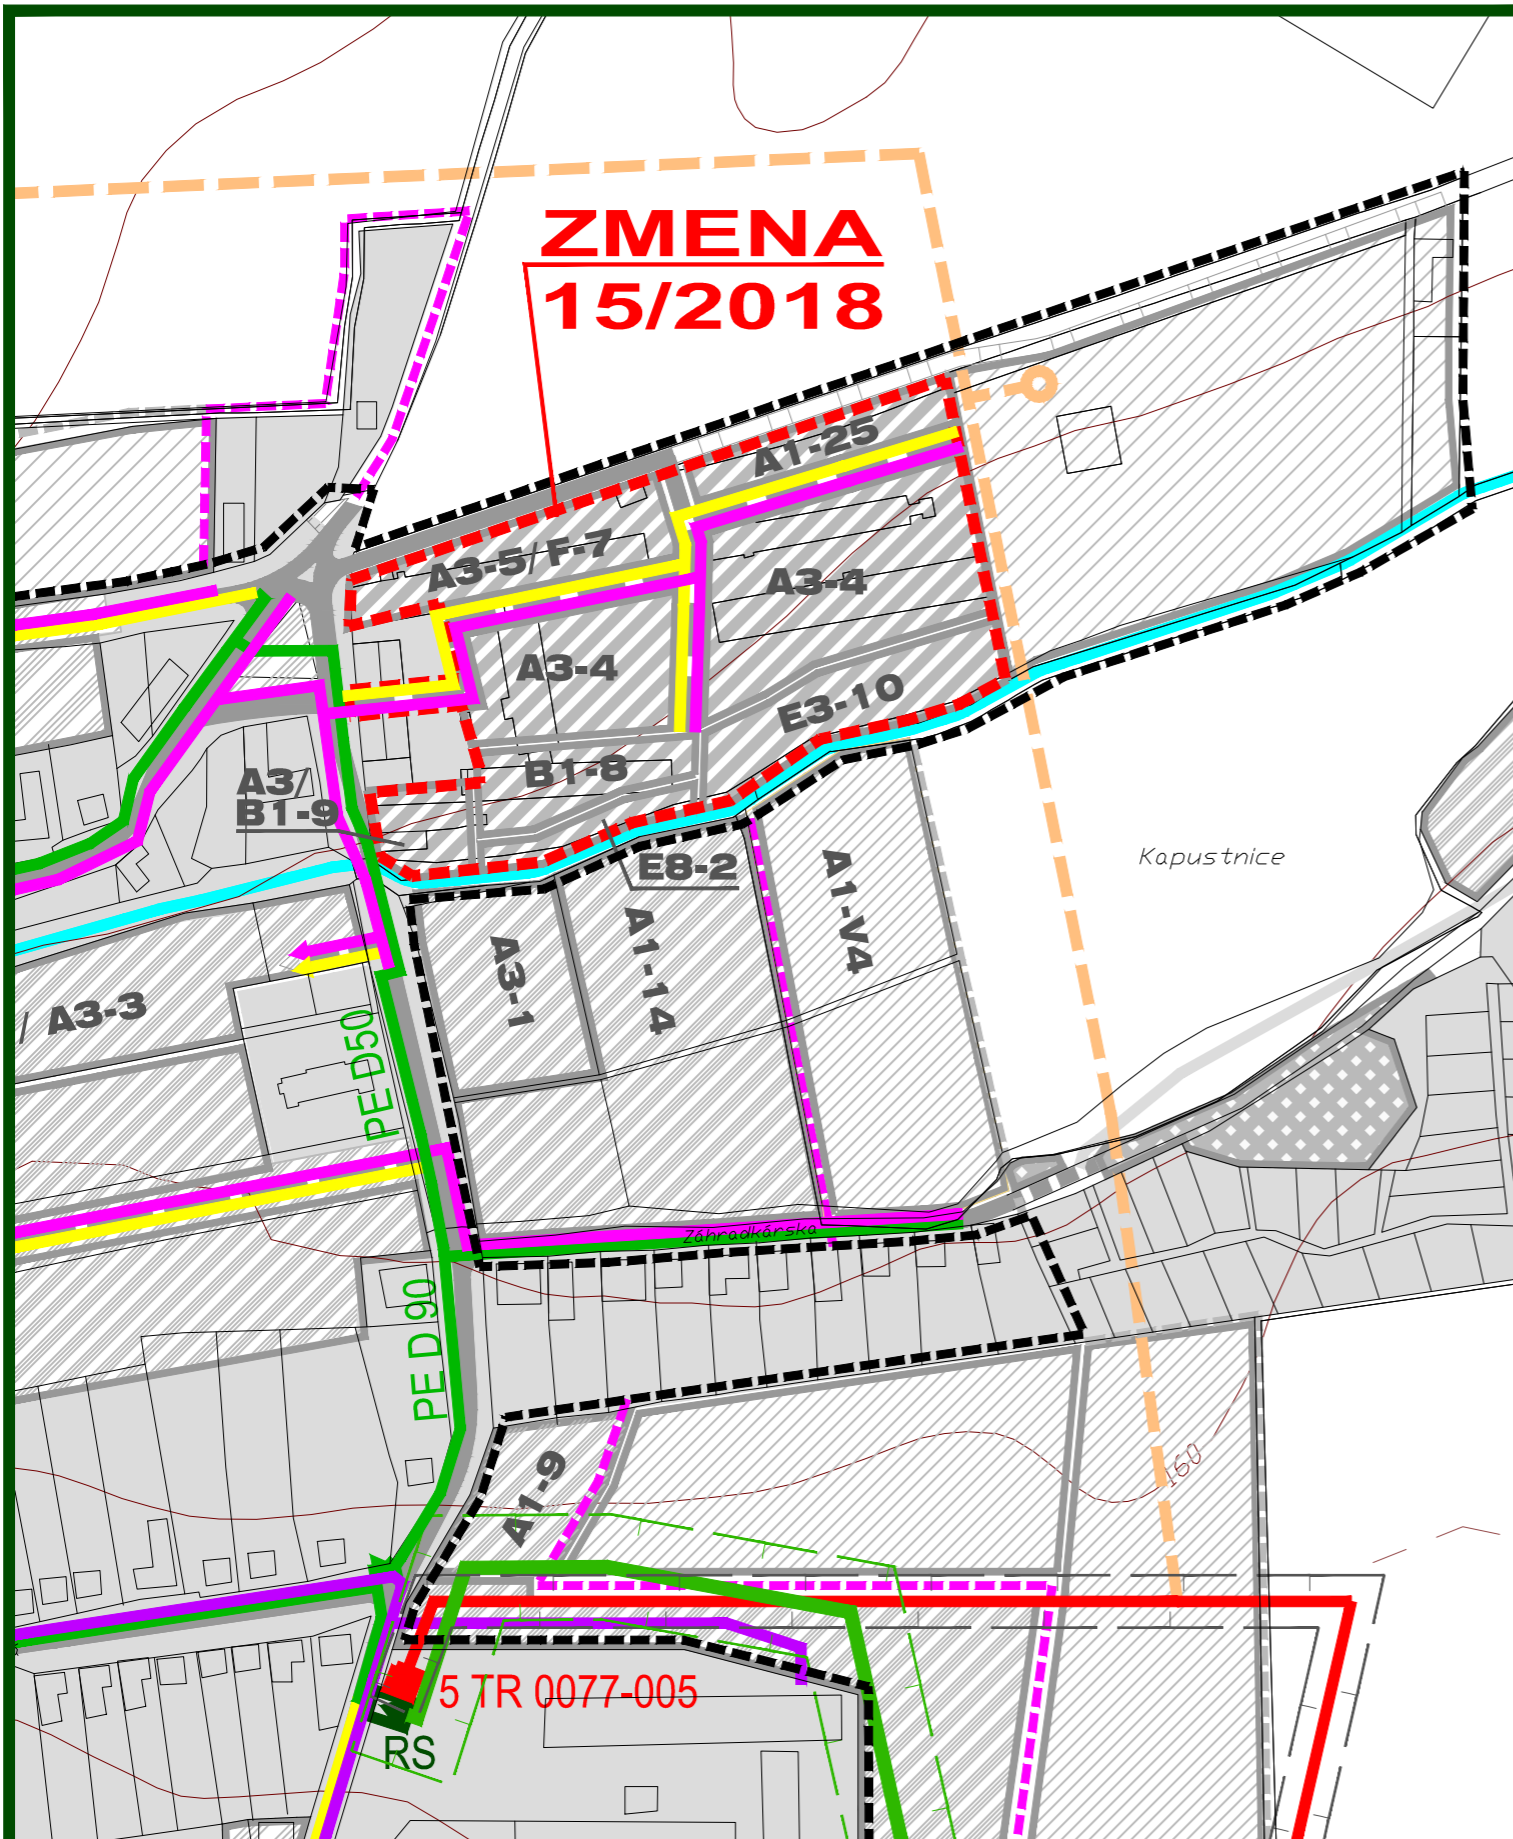 ZMENA
15/2018
A1-25
A3-5/ F-7
A3-4
A3-4
E3-10
B1-8
A3/
B1-9
E8-2
Kapustnice
A1-V4
A1-14
A3-1
/ A3-3
PE D50
Záhradkárska
PE D 90
A1-9
160
5 TR 0077-005
RS